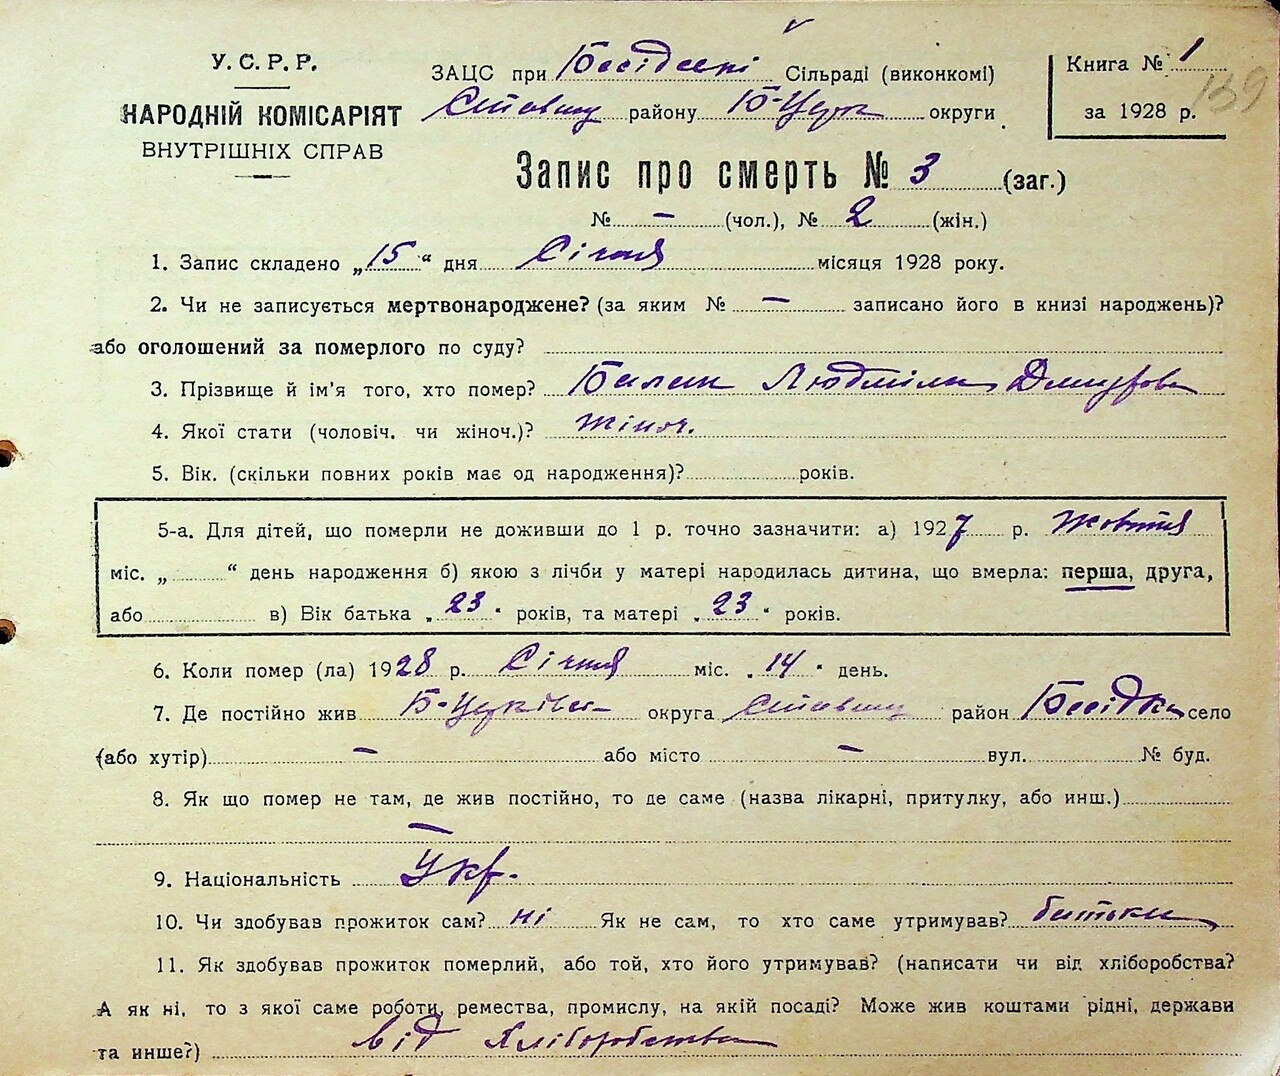 У.С.Р.Р.
НАРОДНІЙ КОМІСАРІЯТ
ВНУТРІШНІХ СПРАВ
ЗАЦС при Бесідській Сільраді (виконкомі)
Ставищ району Б-Церк округи
Книга № 1
за 1928 р.
139
Запис про смерть № 3 (заг.)
№ – (чол.), № 2 (жін.)
1. Запис складено „15“ дня Січня місяця 1928 року.
2. Чи не записується мертвонароджене? (за яким № – записано його в книзі народжень)?
або оголошений за померлого по суду?
3. Прізвище й ім'я того, хто помер? Людміла
4. Якої стати (чоловіч. чи жіноч.)? жіноч.
5. Вік. (скільки повних років має од народження)? років.
5-а. Для дітей, що померли не доживши до 1 р. точно зазначити: а) 1927 р. Жовтня
міс. „ “ день народження б) якою з лічби у матері народилась дитина, що вмерла: перша, друга,
або в) Вік батька „23“ років, та матері „23“ років.
6. Коли помер (ла) 1928 р. Січня міс. „14“ день.
7. Де постійно жив Б-Церківськ округа Ставищ район Бесідка село
(або хутір) – або місто – вул. № буд.
8. Як що помер не там, де жив постійно, то де саме (назва лікарні, притулку, або инш.)
–
9. Національність Укр.
10. Чи здобував прожиток сам? ні Як не сам, то хто саме утримував? батьки
11. Як здобував прожиток померлий, або той, хто його утримував? (написати чи від хліборобства?
А як ні, то з якої саме роботи, ремества, промислу, на якій посаді? Може жив коштами рідні, держави
та инше?) від хліборобства